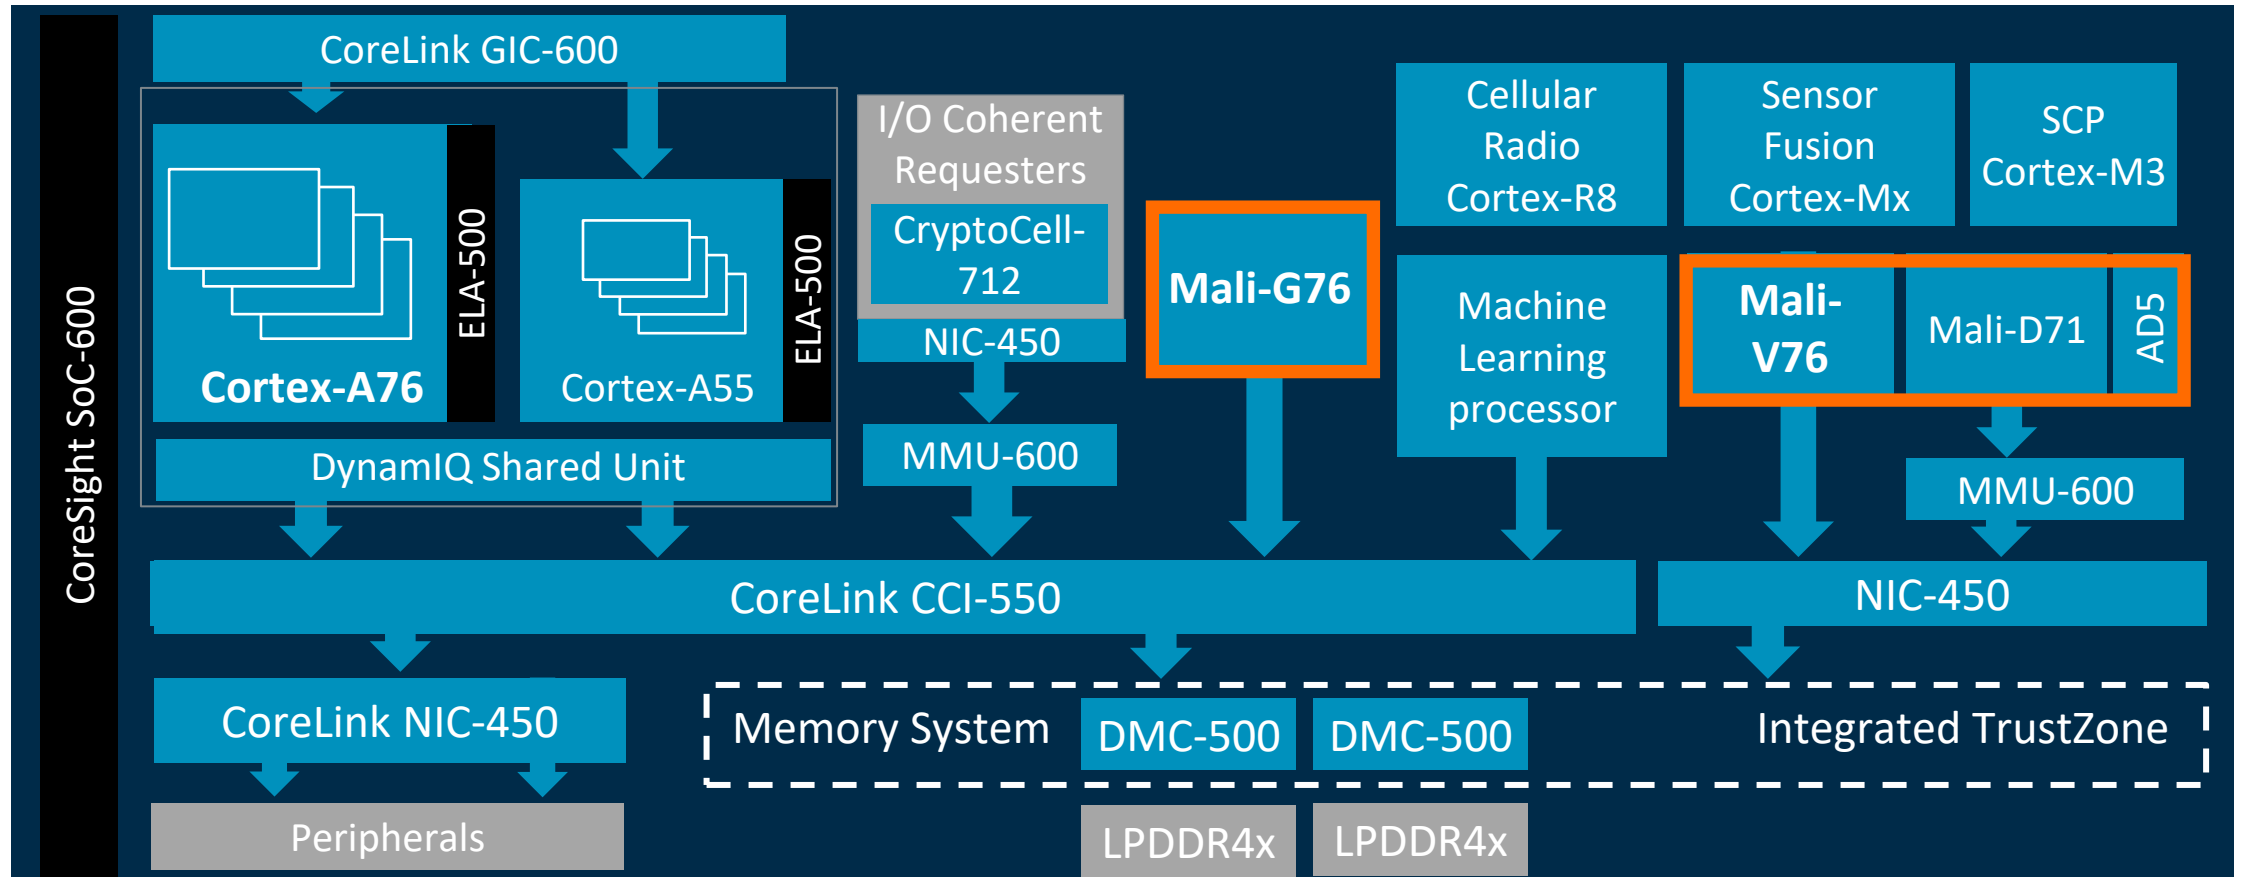 CoreSight SoC-600
CoreLink GIC-600
Cortex-A76
ELA-500
Cortex-A55
ELA-500
DynamIQ Shared Unit
I/O Coherent
Requesters
CryptoCell-
712
NIC-450
MMU-600
Mali-G76
Cellular
Radio
Cortex-R8
Sensor
Fusion
Cortex-Mx
SCP
Cortex-M3
Machine
Learning
processor
Mali-
V76
Mali-D71
AD5
MMU-600
CoreLink CCI-550
NIC-450
CoreLink NIC-450
Peripherals
Memory System
DMC-500
DMC-500
Integrated TrustZone
LPDDR4x
LPDDR4x